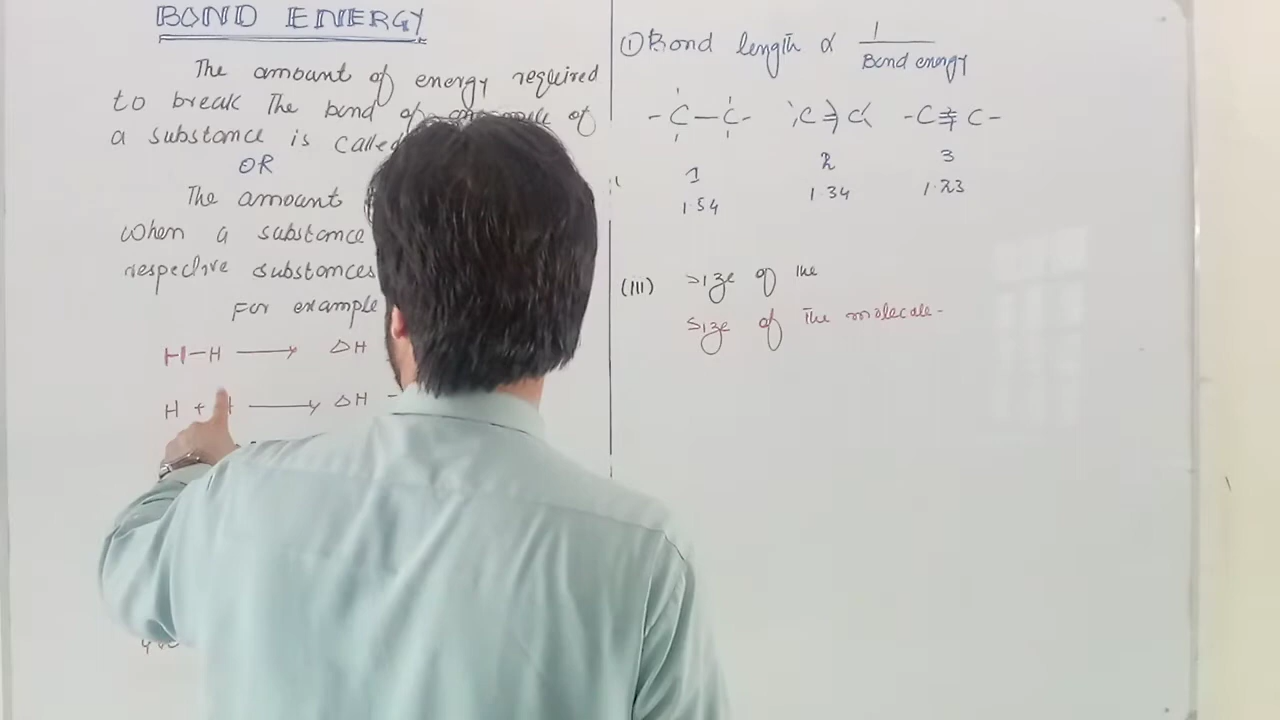 BOND ENERGY
The amount of energy required
to break The bond of one mole of
a substance is called
OR
The amount
When a substance
respective substances
For example
H-H → ΔH
H + H → ΔH -
① Bond length ∝ 1 / Bond energy
-C-C- C=C -C≡C-
1 2 3
1.54 1.34 1.23
(III) size of the
size of the molecule-